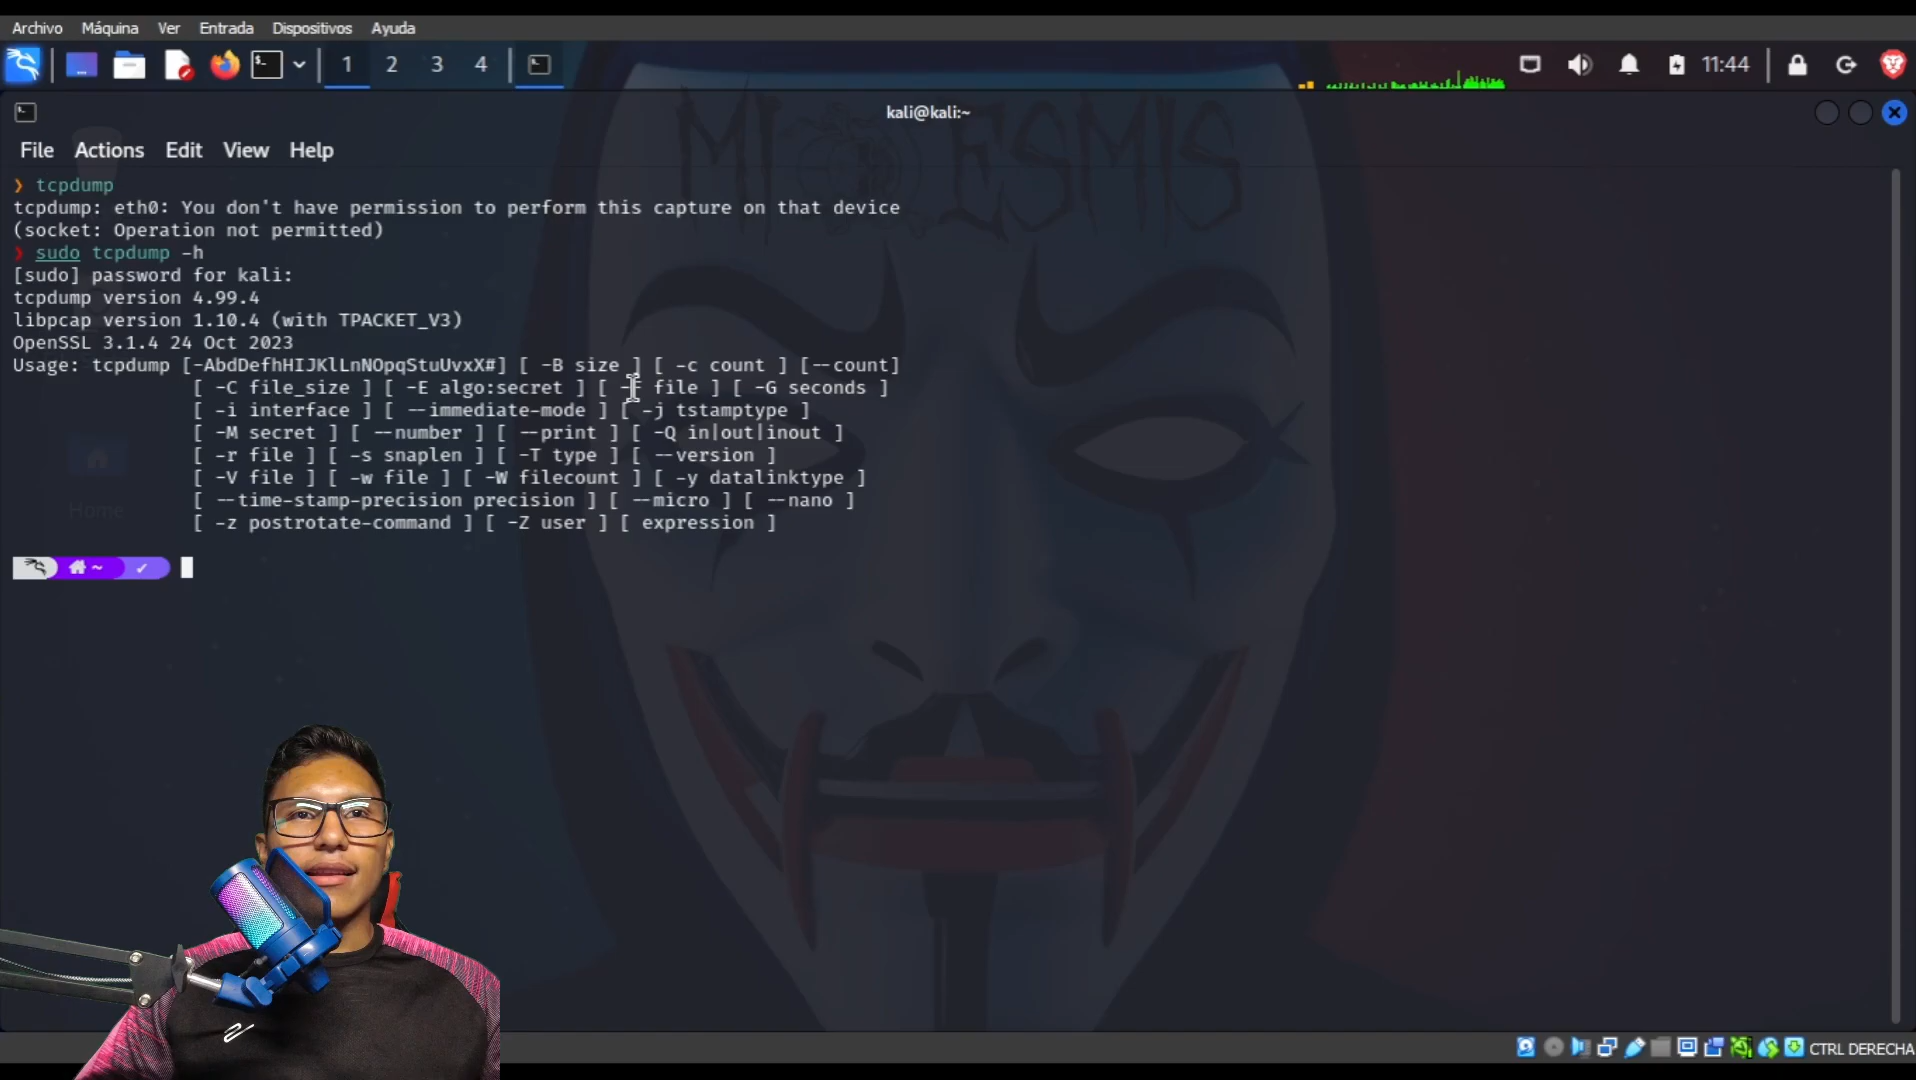 Archivo Máquina Ver Entrada Dispositivos Ayuda
1 2 3 4 11:44
kali@kali:~
File Actions Edit View Help
❯ tcpdump
tcpdump: eth0: You don't have permission to perform this capture on that device
(socket: Operation not permitted)
❯ sudo tcpdump -h
[sudo] password for kali:
tcpdump version 4.99.4
libpcap version 1.10.4 (with TPACKET_V3)
OpenSSL 3.1.4 24 Oct 2023
Usage: tcpdump [-AbdDefhHIJKlLnNOpqStuUvxX#] [ -B size ] [ -c count ] [--count]
[ -C file_size ] [ -E algo:secret ] [ -F file ] [ -G seconds ]
[ -i interface ] [ --immediate-mode ] [ -j tstamptype ]
[ -M secret ] [ --number ] [ --print ] [ -Q in|out|inout ]
[ -r file ] [ -s snaplen ] [ -T type ] [ --version ]
[ -V file ] [ -w file ] [ -W filecount ] [ -y datalinktype ]
[ --time-stamp-precision precision ] [ --micro ] [ --nano ]
[ -z postrotate-command ] [ -Z user ] [ expression ]
~ ✓
Home
CTRL DERECHA